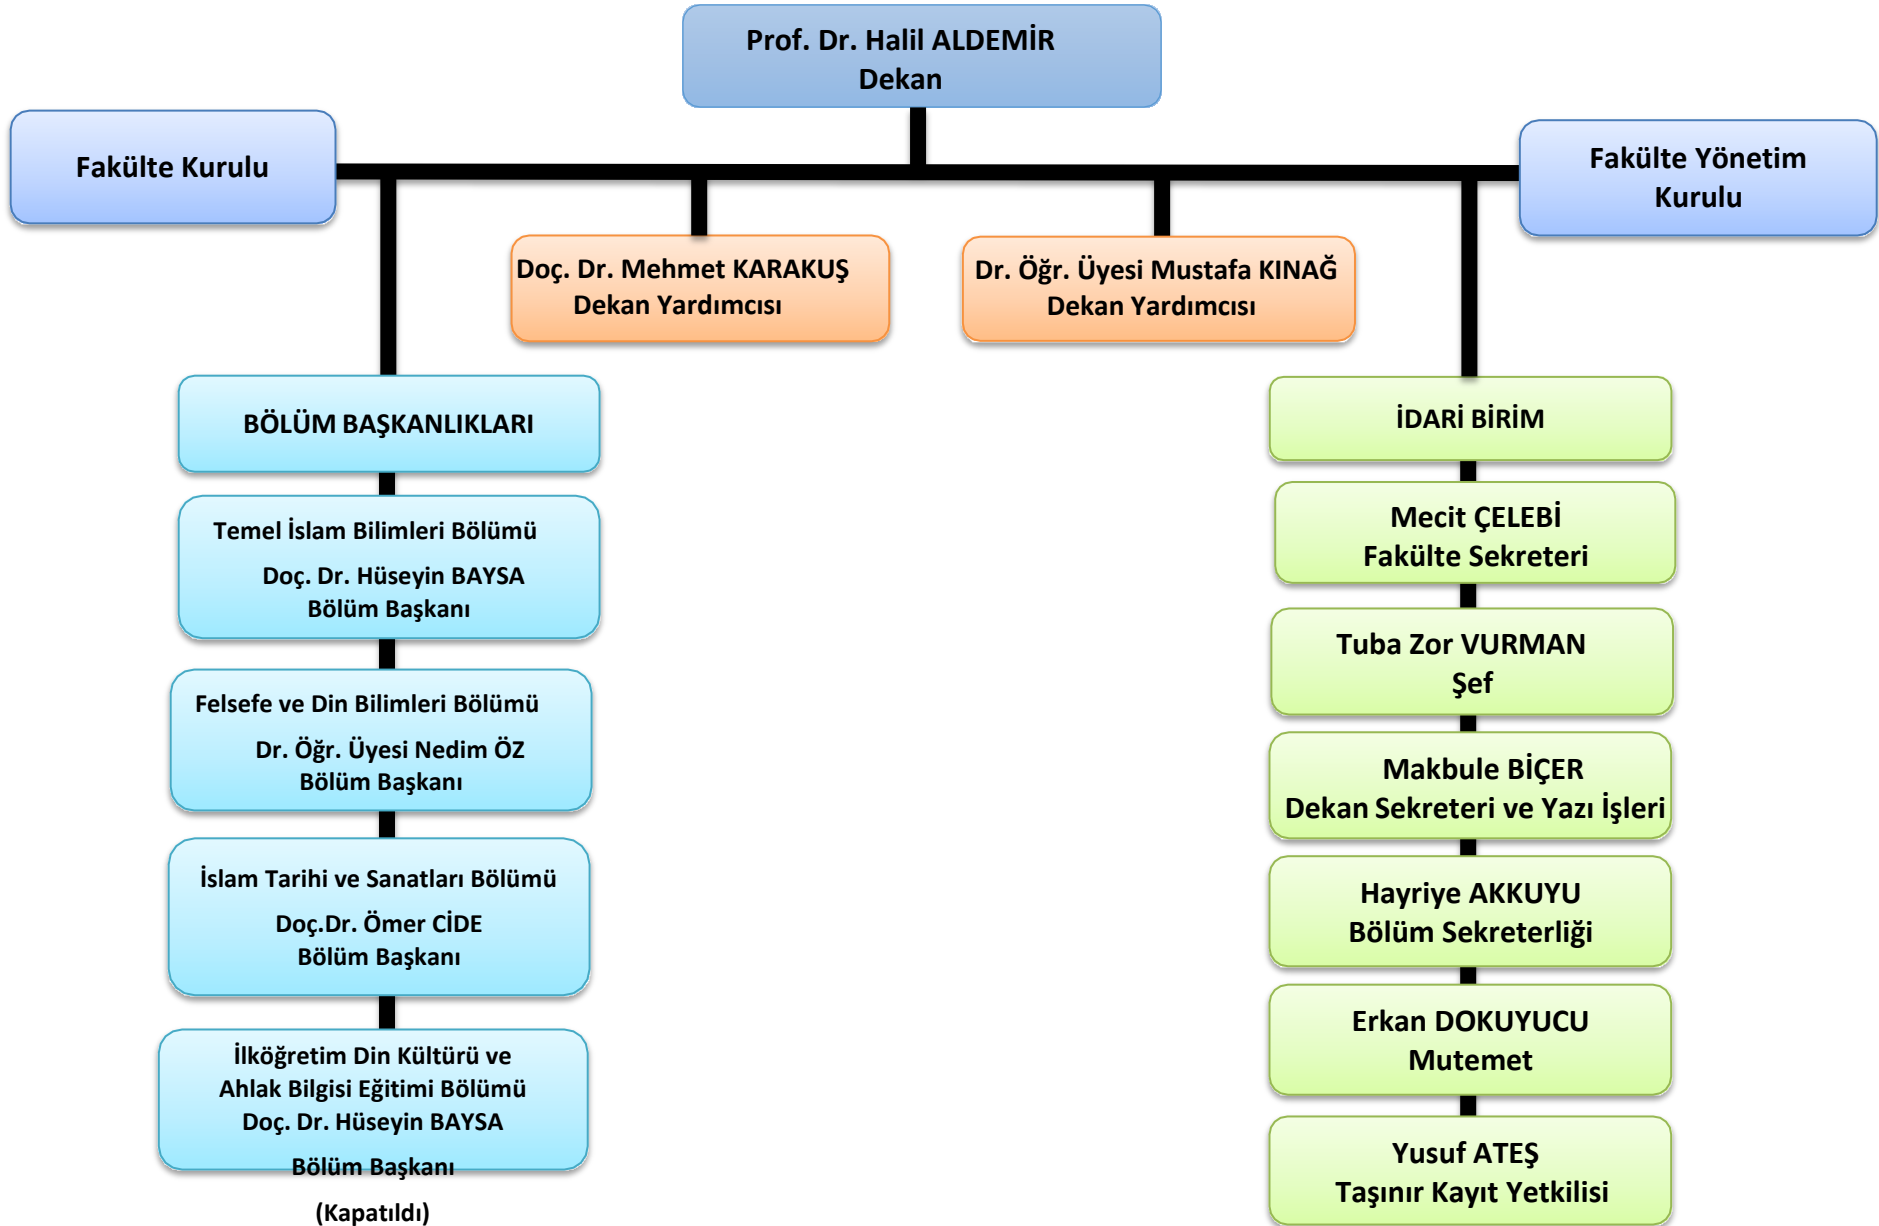 Prof. Dr. Halil ALDEMİR
Dekan
Fakülte Kurulu
Fakülte Yönetim
Kurulu
Doç. Dr. Mehmet KARAKUŞ
Dekan Yardımcısı
Dr. Öğr. Üyesi Mustafa KINAĞ
Dekan Yardımcısı
BÖLÜM BAŞKANLIKLARI
Temel İslam Bilimleri Bölümü
Doç. Dr. Hüseyin BAYSA
Bölüm Başkanı
Felsefe ve Din Bilimleri Bölümü
Dr. Öğr. Üyesi Nedim ÖZ
Bölüm Başkanı
İslam Tarihi ve Sanatları Bölümü
Doç.Dr. Ömer CİDE
Bölüm Başkanı
İlköğretim Din Kültürü ve
Ahlak Bilgisi Eğitimi Bölümü
Doç. Dr. Hüseyin BAYSA
Bölüm Başkanı
(Kapatıldı)
İDARİ BİRİM
Mecit ÇELEBİ
Fakülte Sekreteri
Tuba Zor VURMAN
Şef
Makbule BİÇER
Dekan Sekreteri ve Yazı İşleri
Hayriye AKKUYU
Bölüm Sekreterliği
Erkan DOKUYUCU
Mutemet
Yusuf ATEŞ
Taşınır Kayıt Yetkilisi